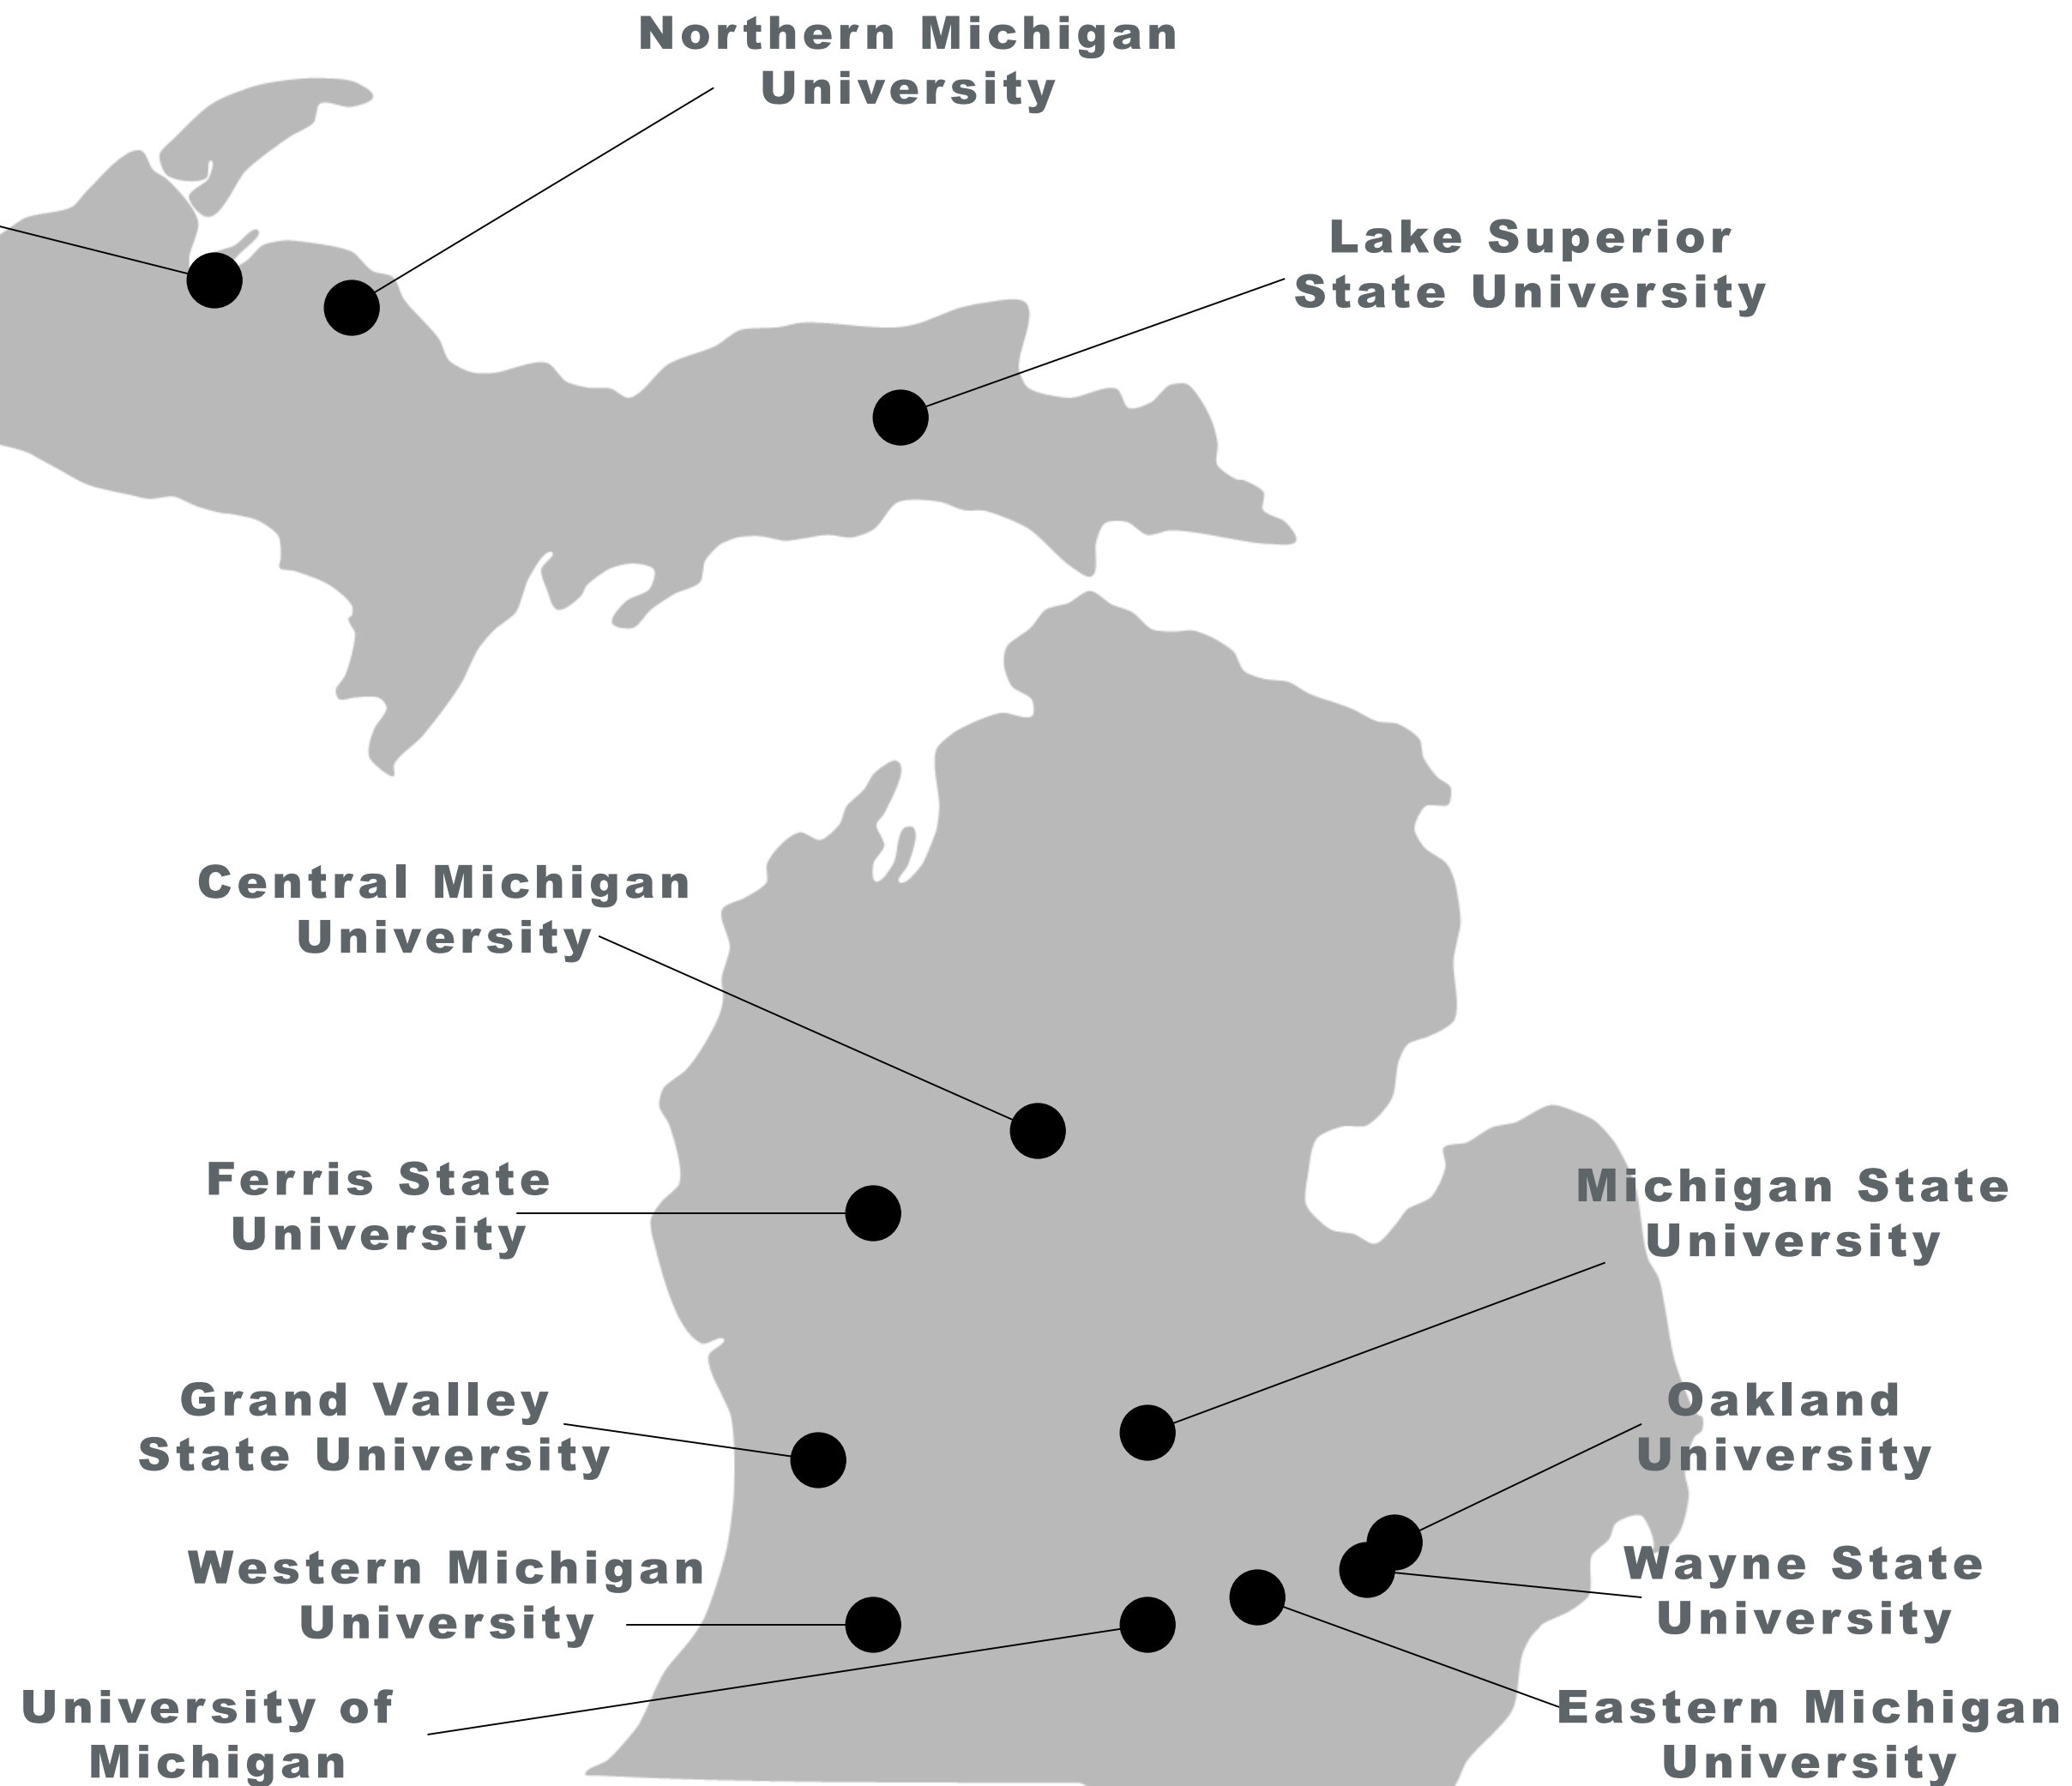 Northern Michigan
University
Lake Superior
State University
Central Michigan
University
Ferris State
University
Michigan State
University
Grand Valley
State University
Oakland
University
Western Michigan
University
Wayne State
University
University of
Michigan
Eastern Michigan
University